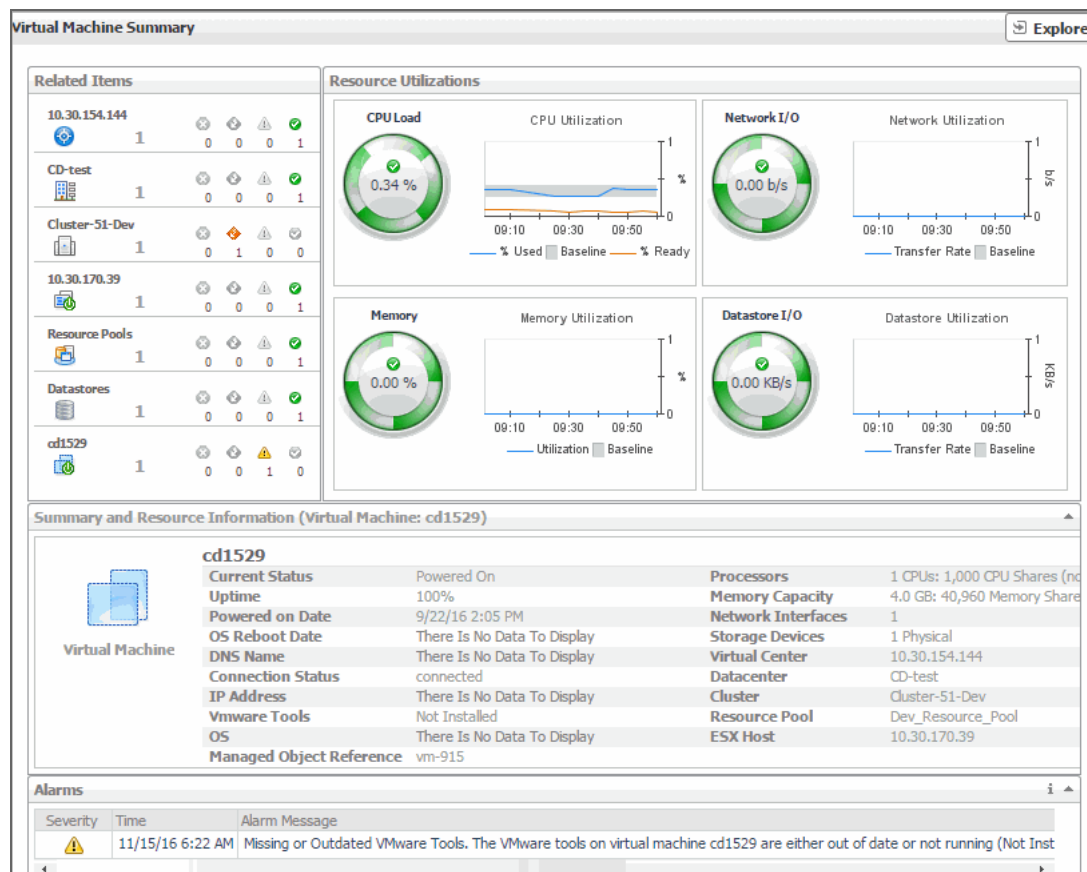 Virtual Machine Summary
Explore
Related Items
10.30.154.144
1
0 0 0 1
CD-test
1
0 0 0 1
Cluster-51-Dev
1
0 1 0 0
10.30.170.39
1
0 0 0 1
Resource Pools
1
0 0 0 1
Datastores
1
0 0 0 1
cd1529
1
0 0 1 0
Resource Utilizations
CPU Load
0.34 %
CPU Utilization
1
%
0
09:10 09:30 09:50
% Used Baseline % Ready
Network I/O
0.00 b/s
Network Utilization
1
b/s
0
09:10 09:30 09:50
Transfer Rate Baseline
Memory
0.00 %
Memory Utilization
1
%
0
09:10 09:30 09:50
Utilization Baseline
Datastore I/O
0.00 KB/s
Datastore Utilization
1
KB/s
0
09:10 09:30 09:50
Transfer Rate Baseline
Summary and Resource Information (Virtual Machine: cd1529)
Virtual Machine
cd1529
Current Status Powered On Processors 1 CPUs: 1,000 CPU Shares (no
Uptime 100% Memory Capacity 4.0 GB: 40,960 Memory Share
Powered on Date 9/22/16 2:05 PM Network Interfaces 1
OS Reboot Date There Is No Data To Display Storage Devices 1 Physical
DNS Name There Is No Data To Display Virtual Center 10.30.154.144
Connection Status connected Datacenter CD-test
IP Address There Is No Data To Display Cluster Cluster-51-Dev
Vmware Tools Not Installed Resource Pool Dev_Resource_Pool
OS There Is No Data To Display ESX Host 10.30.170.39
Managed Object Reference vm-915
Alarms
i
Severity Time Alarm Message
11/15/16 6:22 AM Missing or Outdated VMware Tools. The VMware tools on virtual machine cd1529 are either out of date or not running (Not Inst